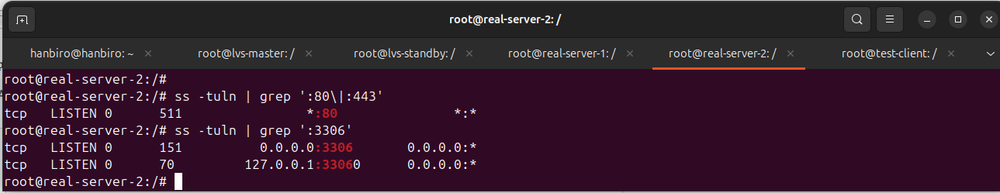 root@real-server-2: /
hanbiro@hanbiro: ~ × root@lvs-master: / × root@lvs-standby: / × root@real-server-1: / × root@real-server-2: / × root@test-client: / ×
root@real-server-2:/#
root@real-server-2:/# ss -tuln | grep ':80\|:443'
tcp LISTEN 0 511 *:80 *:*
root@real-server-2:/# ss -tuln | grep ':3306'
tcp LISTEN 0 151 0.0.0.0:3306 0.0.0.0:*
tcp LISTEN 0 70 127.0.0.1:33060 0.0.0.0:*
root@real-server-2:/#